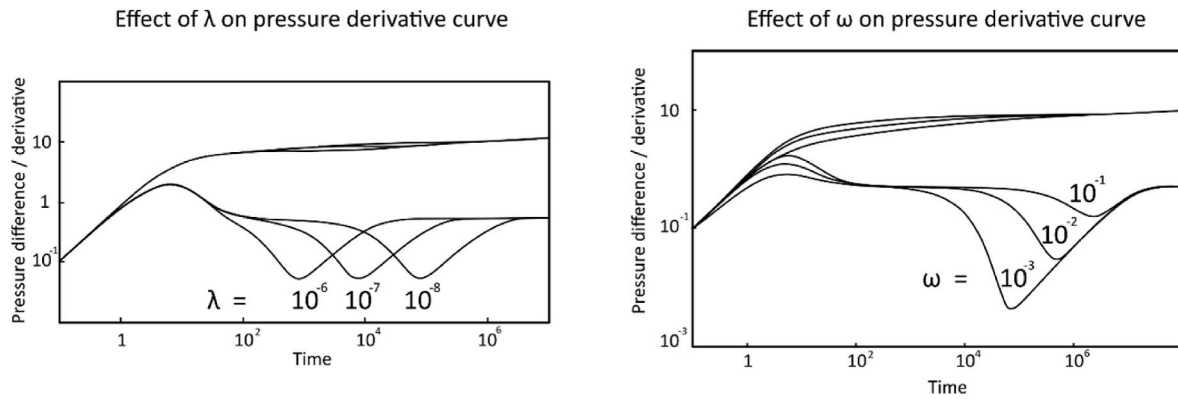 Effect of λ on pressure derivative curve
Pressure difference / derivative
10
1
10⁻¹
λ = 10⁻⁶ 10⁻⁷ 10⁻⁸
1 10² 10⁴ 10⁶
Time
Effect of ω on pressure derivative curve
Pressure difference / derivative
10
10⁻¹
10⁻³
10⁻¹
10⁻²
ω = 10⁻³
1 10² 10⁴ 10⁶
Time